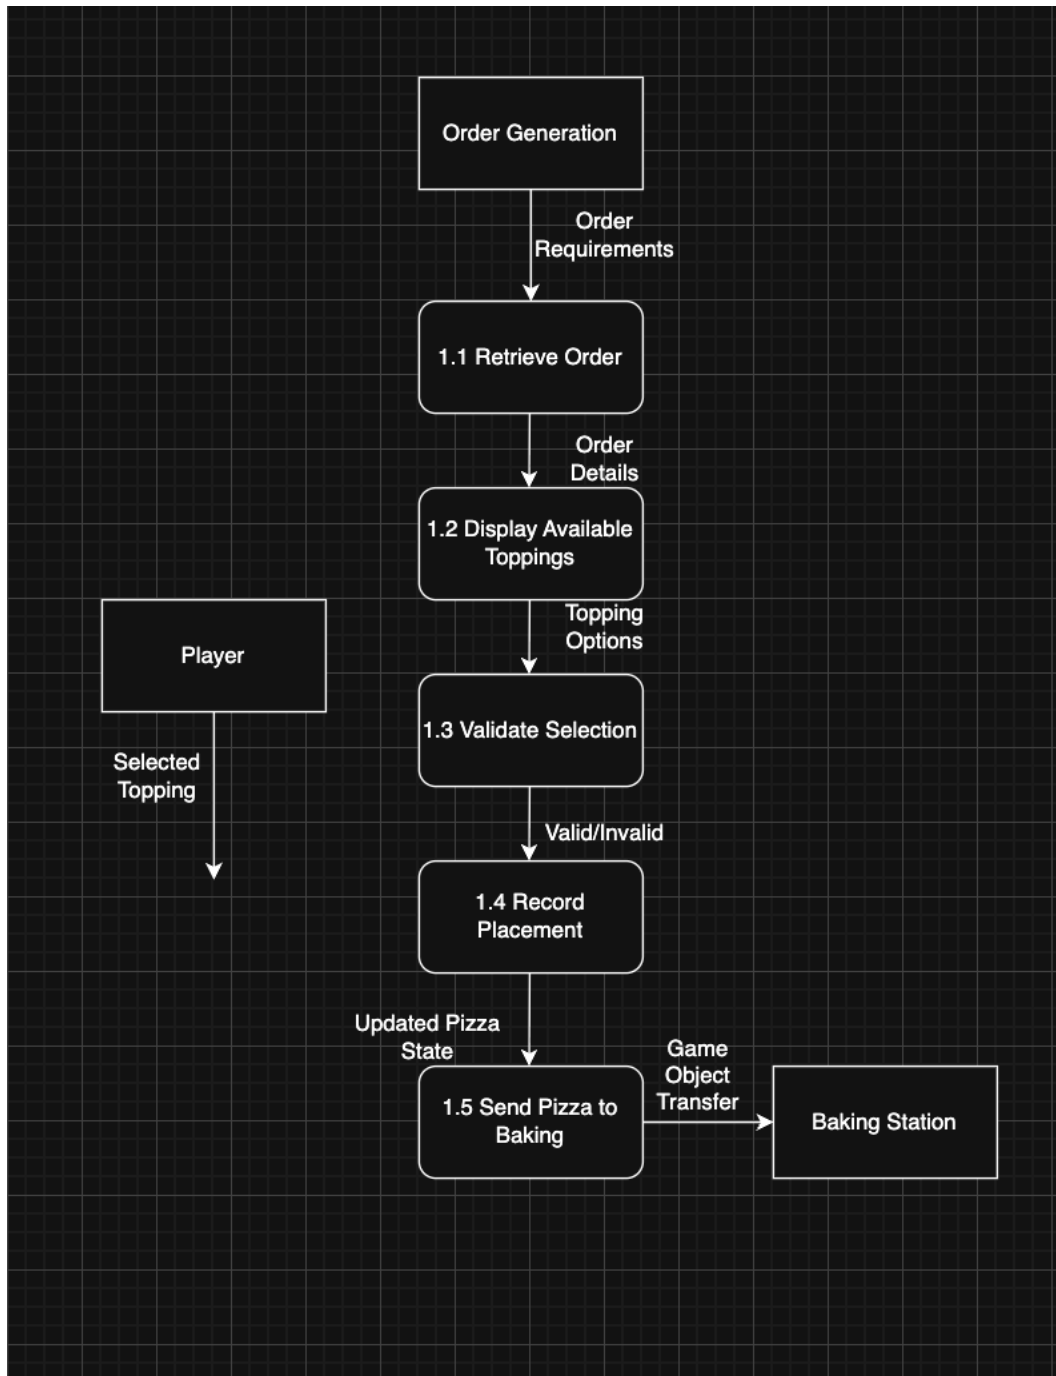 Order Generation
Order
Requirements
1.1 Retrieve Order
Order
Details
1.2 Display Available
Toppings
Topping
Options
Player
1.3 Validate Selection
Selected
Topping
Valid/Invalid
1.4 Record
Placement
Updated Pizza
State
Game
Object
Transfer
1.5 Send Pizza to
Baking
Baking Station